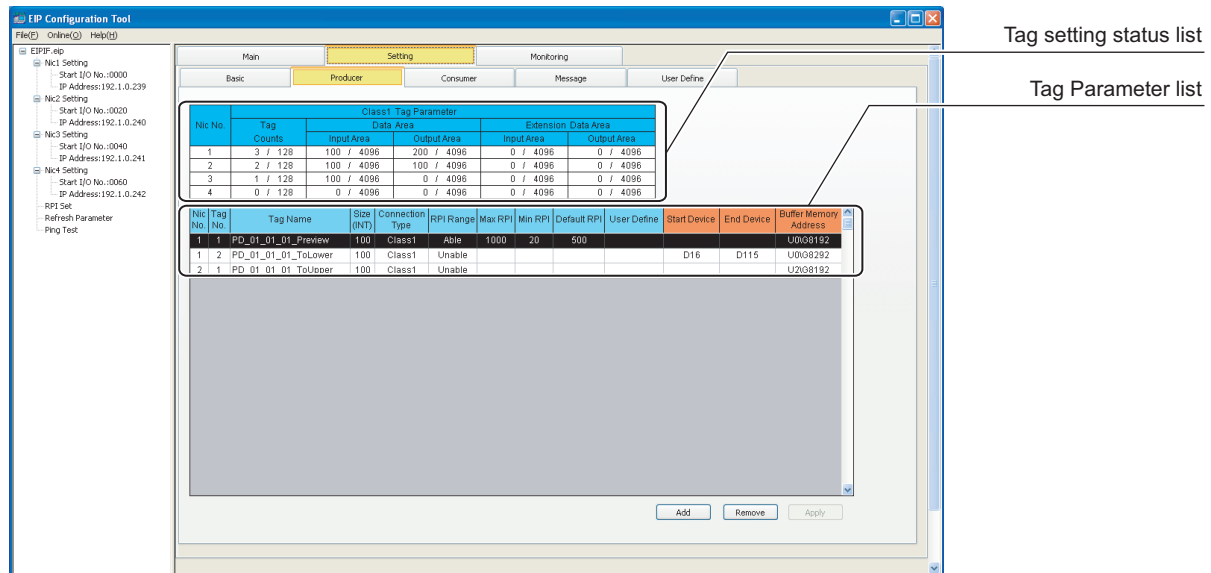 EIP Configuration Tool
File(F) Online(O) Help(H)
EIPIF.eip
Nic1 Setting
Start I/O No.:0000
IP Address:192.1.0.239
Nic2 Setting
Start I/O No.:0020
IP Address:192.1.0.240
Nic3 Setting
Start I/O No.:0040
IP Address:192.1.0.241
Nic4 Setting
Start I/O No.:0060
IP Address:192.1.0.242
RPI Set
Refresh Parameter
Ping Test
Main Setting Monitoring
Basic Producer Consumer Message User Define
Class1 Tag Parameter
Nic No. Tag Counts Data Area Extension Data Area
Input Area Output Area Input Area Output Area
1 3 / 128 100 / 4096 200 / 4096 0 / 4096 0 / 4096
2 2 / 128 100 / 4096 100 / 4096 0 / 4096 0 / 4096
3 1 / 128 100 / 4096 0 / 4096 0 / 4096 0 / 4096
4 0 / 128 0 / 4096 0 / 4096 0 / 4096 0 / 4096
Nic No. Tag No. Tag Name Size (INT) Connection Type RPI Range Max RPI Min RPI Default RPI User Define Start Device End Device Buffer Memory Address
1 1 PD_01_01_01_Preview 100 Class1 Able 1000 20 500 U0\G8192
1 2 PD_01_01_01_ToLower 100 Class1 Unable D16 D115 U0\G8292
2 1 PD_01_01_01_ToUpper 100 Class1 Unable U2\G8192
Add Remove Apply
Tag setting status list
Tag Parameter list